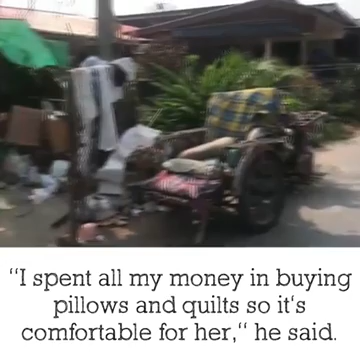 “I spent all my money in buying
pillows and quilts so it‘s
comfortable for her,“ he said.